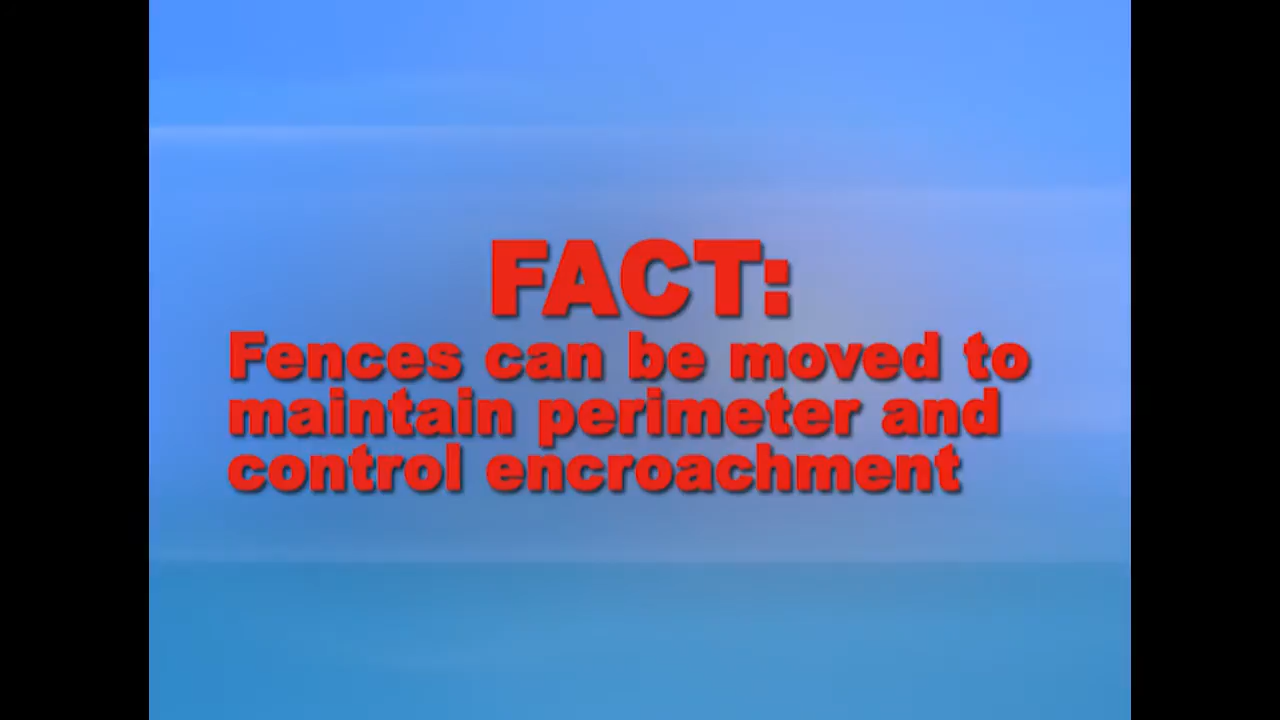 FACT:
Fences can be moved to
maintain perimeter and
control encroachment